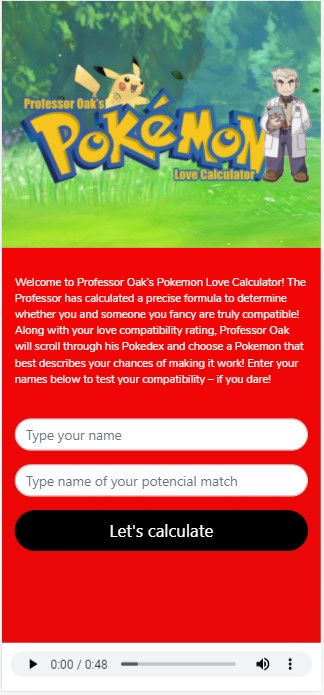 Professor Oak's
POKéMON
Love Calculator
Welcome to Professor Oak's Pokemon Love Calculator! The
Professor has calculated a precise formula to determine
whether you and someone you fancy are truly compatible!
Along with your love compatibility rating, Professor Oak
will scroll through his Pokedex and choose a Pokemon that
best describes your chances of making it work! Enter your
names below to test your compatibility – if you dare!
Type your name
Type name of your potencial match
Let's calculate
0:00 / 0:48